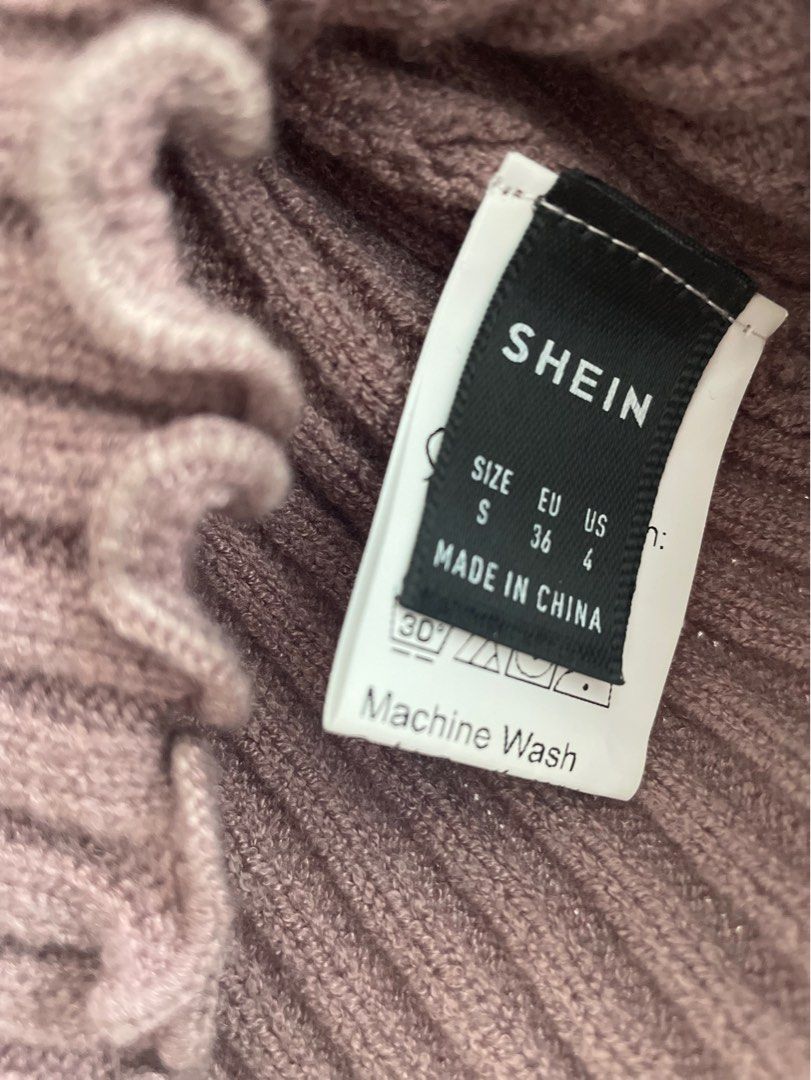 SHEIN
SIZE EU US
S 36 4
MADE IN CHINA
30°
Machine Wash